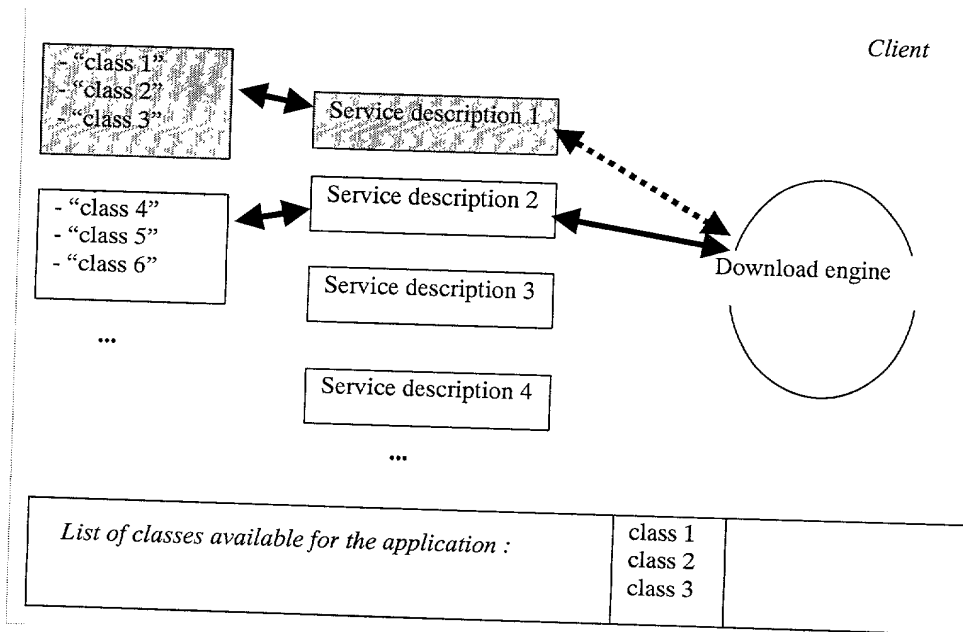 Client
- “class 1”
- “class 2”
- “class 3”
Service description 1
- “class 4”
- “class 5”
- “class 6”
...
Service description 2
Service description 3
Service description 4
...
Download engine
List of classes available for the application :
class 1
class 2
class 3